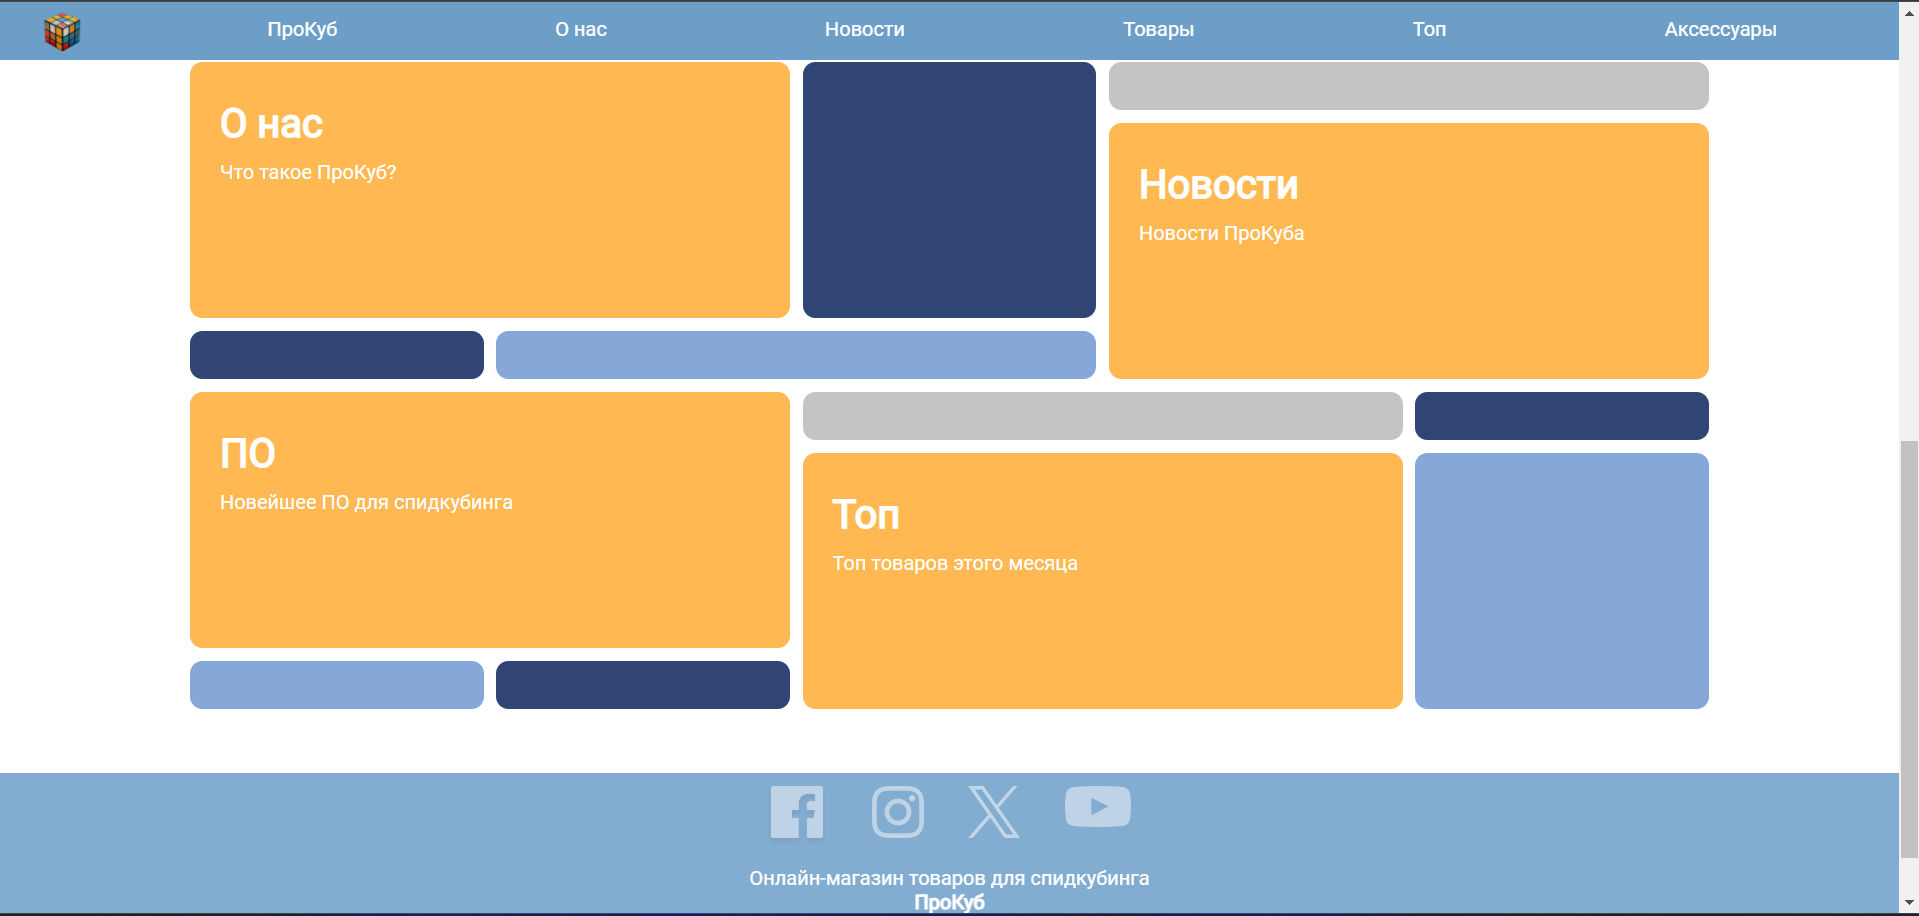 ПроКуб
О нас
Новости
Товары
Топ
Аксессуары
О нас
Что такое ПроКуб?
Новости
Новости ПроКуба
ПО
Новейшее ПО для спидкубинга
Топ
Топ товаров этого месяца
Онлайн-магазин товаров для спидкубинга
ПроКуб